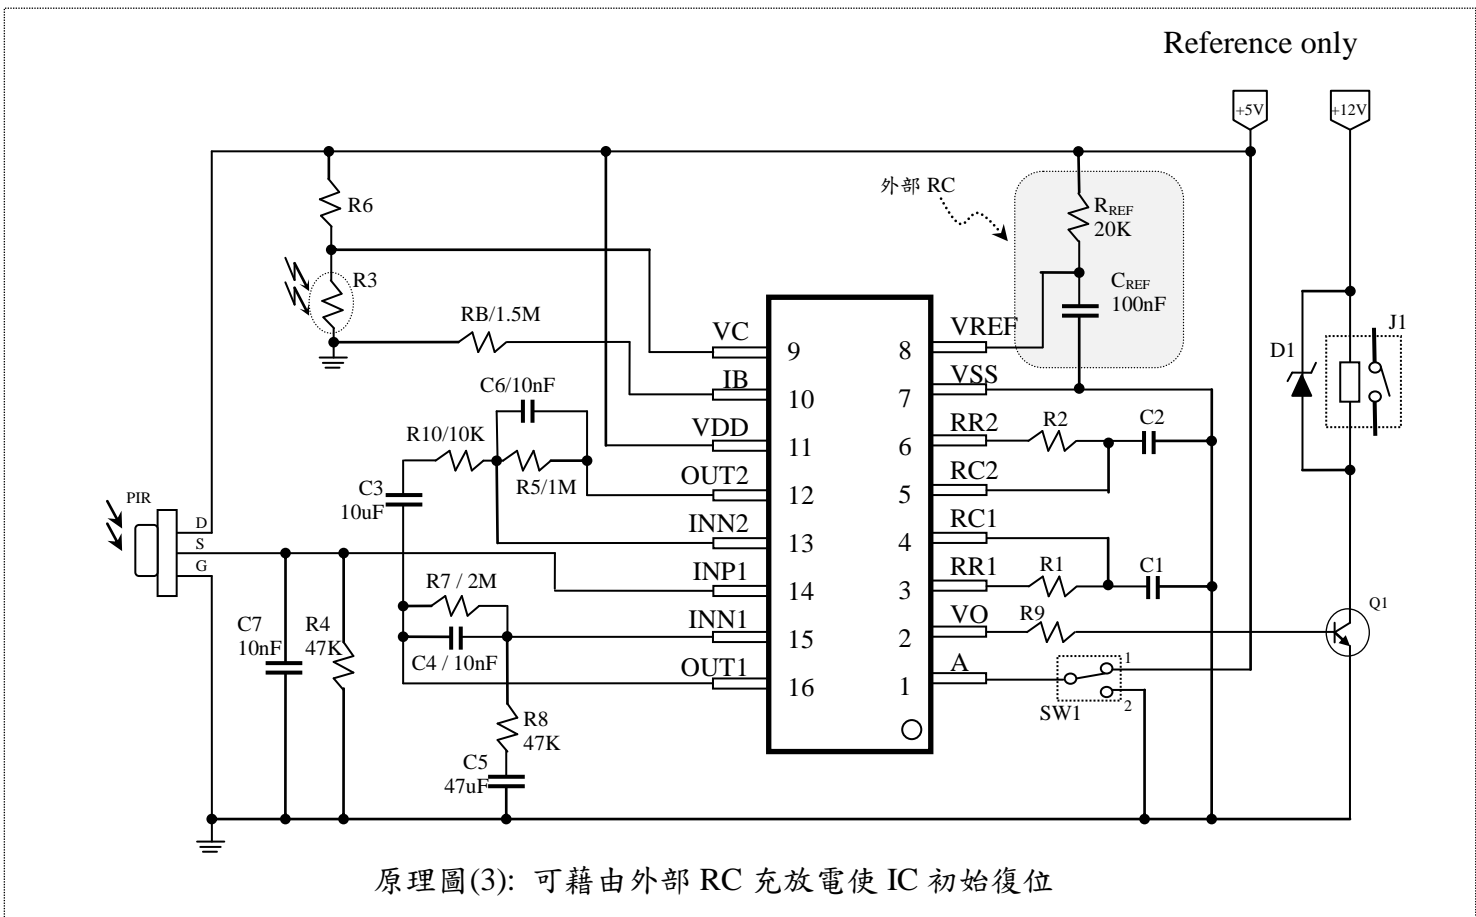 Reference only
+5V
+12V
外部 RC
R6
R_REF
20K
R3
C_REF
100nF
RB/1.5M
J1
D1
VC
9
8
VREF
C6/10nF
IB
10
7
VSS
R10/10K
VDD
11
6
RR2
R2
C2
R5/1M
OUT2
12
5
RC2
PIR
C3
10uF
D
S
G
INN2
13
4
RC1
R7 / 2M
INP1
14
3
RR1
R1
C1
C7
10nF
R4
47K
INN1
15
2
VO
R9
Q1
C4 / 10nF
OUT1
16
1
A
1
2
SW1
R8
47K
C5
47uF
原理圖(3): 可藉由外部 RC 充放電使 IC 初始復位